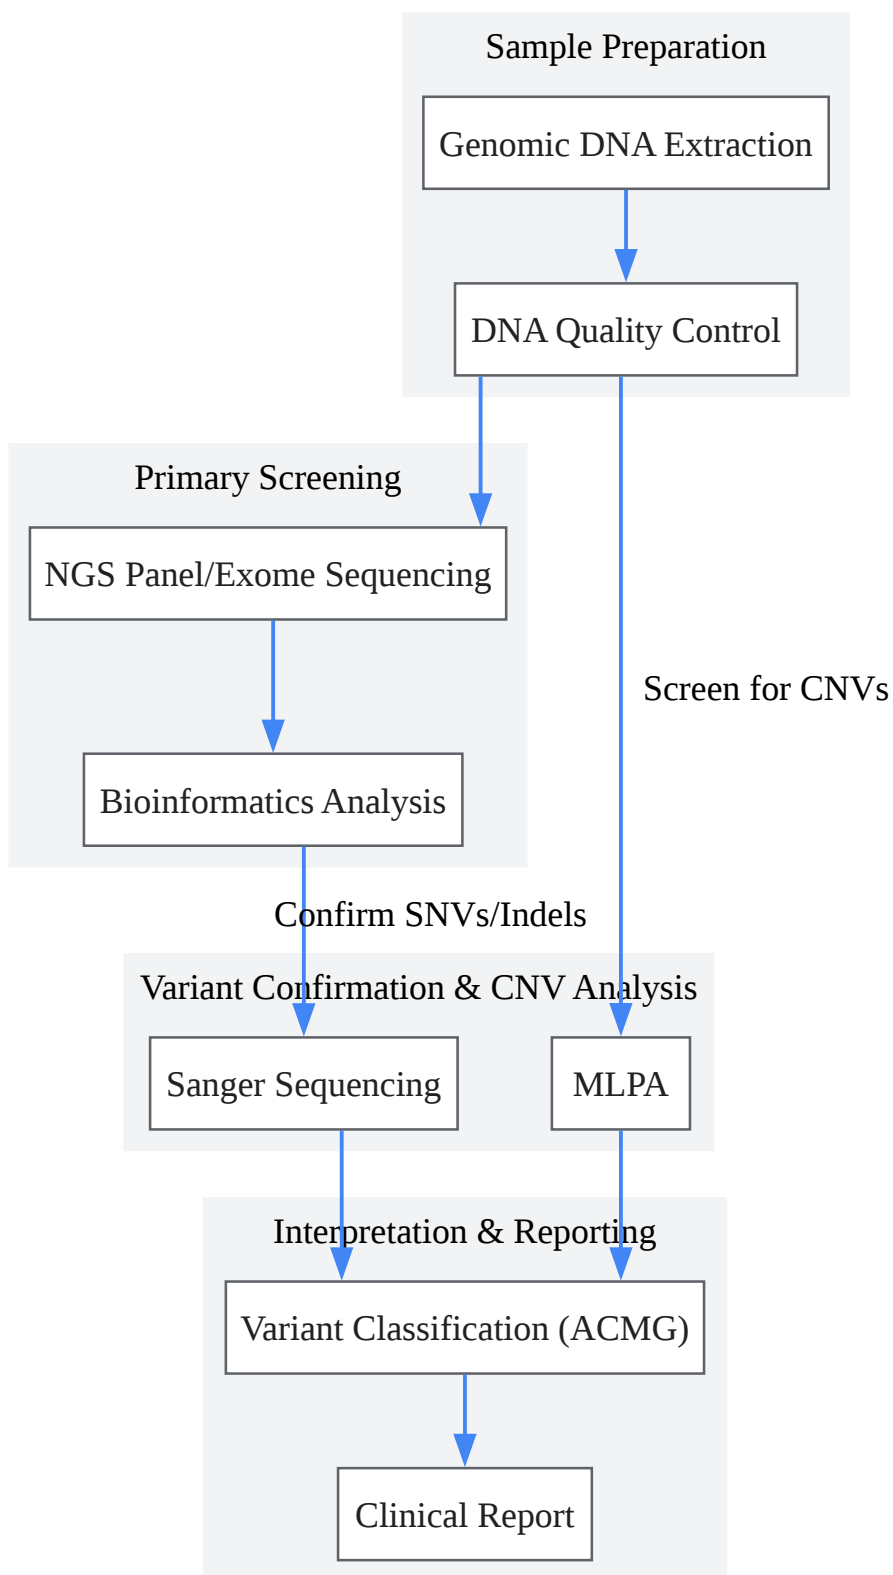 Sample Preparation
Genomic DNA Extraction
DNA Quality Control
Primary Screening
NGS Panel/Exome Sequencing
Screen for CNVs
Bioinformatics Analysis
Confirm SNVs/Indels
Variant Confirmation & CNV Analysis
Sanger Sequencing
MLPA
Interpretation & Reporting
Variant Classification (ACMG)
Clinical Report